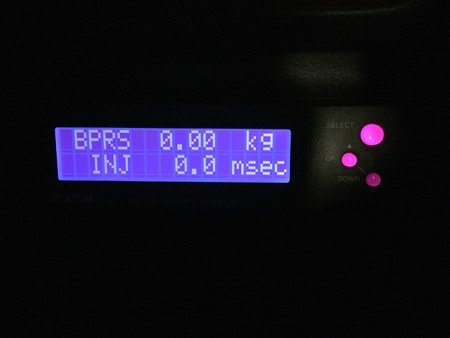 BPRS 0.00 kg
INJ 0.0 msec
SELECT
UP
DOWN